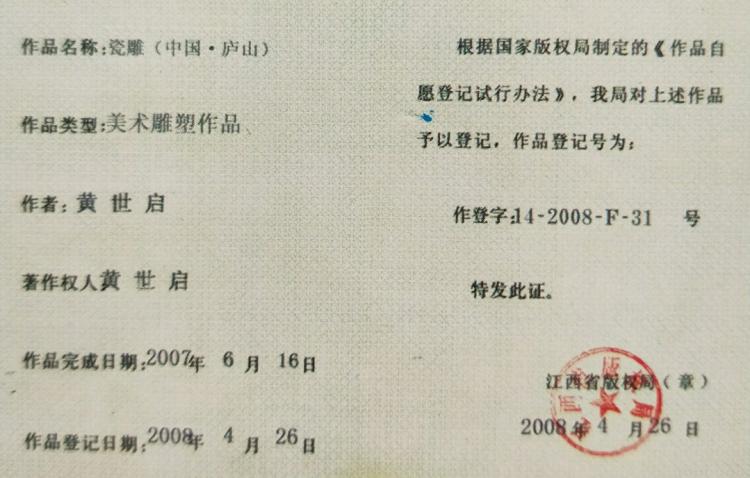 作品名称:瓷雕（中国·庐山）
作品类型:美术雕塑作品
作者:黄世启
著作权人黄世启
作品完成日期:2007年 6 月 16日
作品登记日期:2008年 4 月 26日
根据国家版权局制定的《作品自
愿登记试行办法》，我局对上述作品
予以登记，作品登记号为:
作登字:14-2008-F-31 号
特发此证。
江西省版权局（章）
2008年 4 月26日